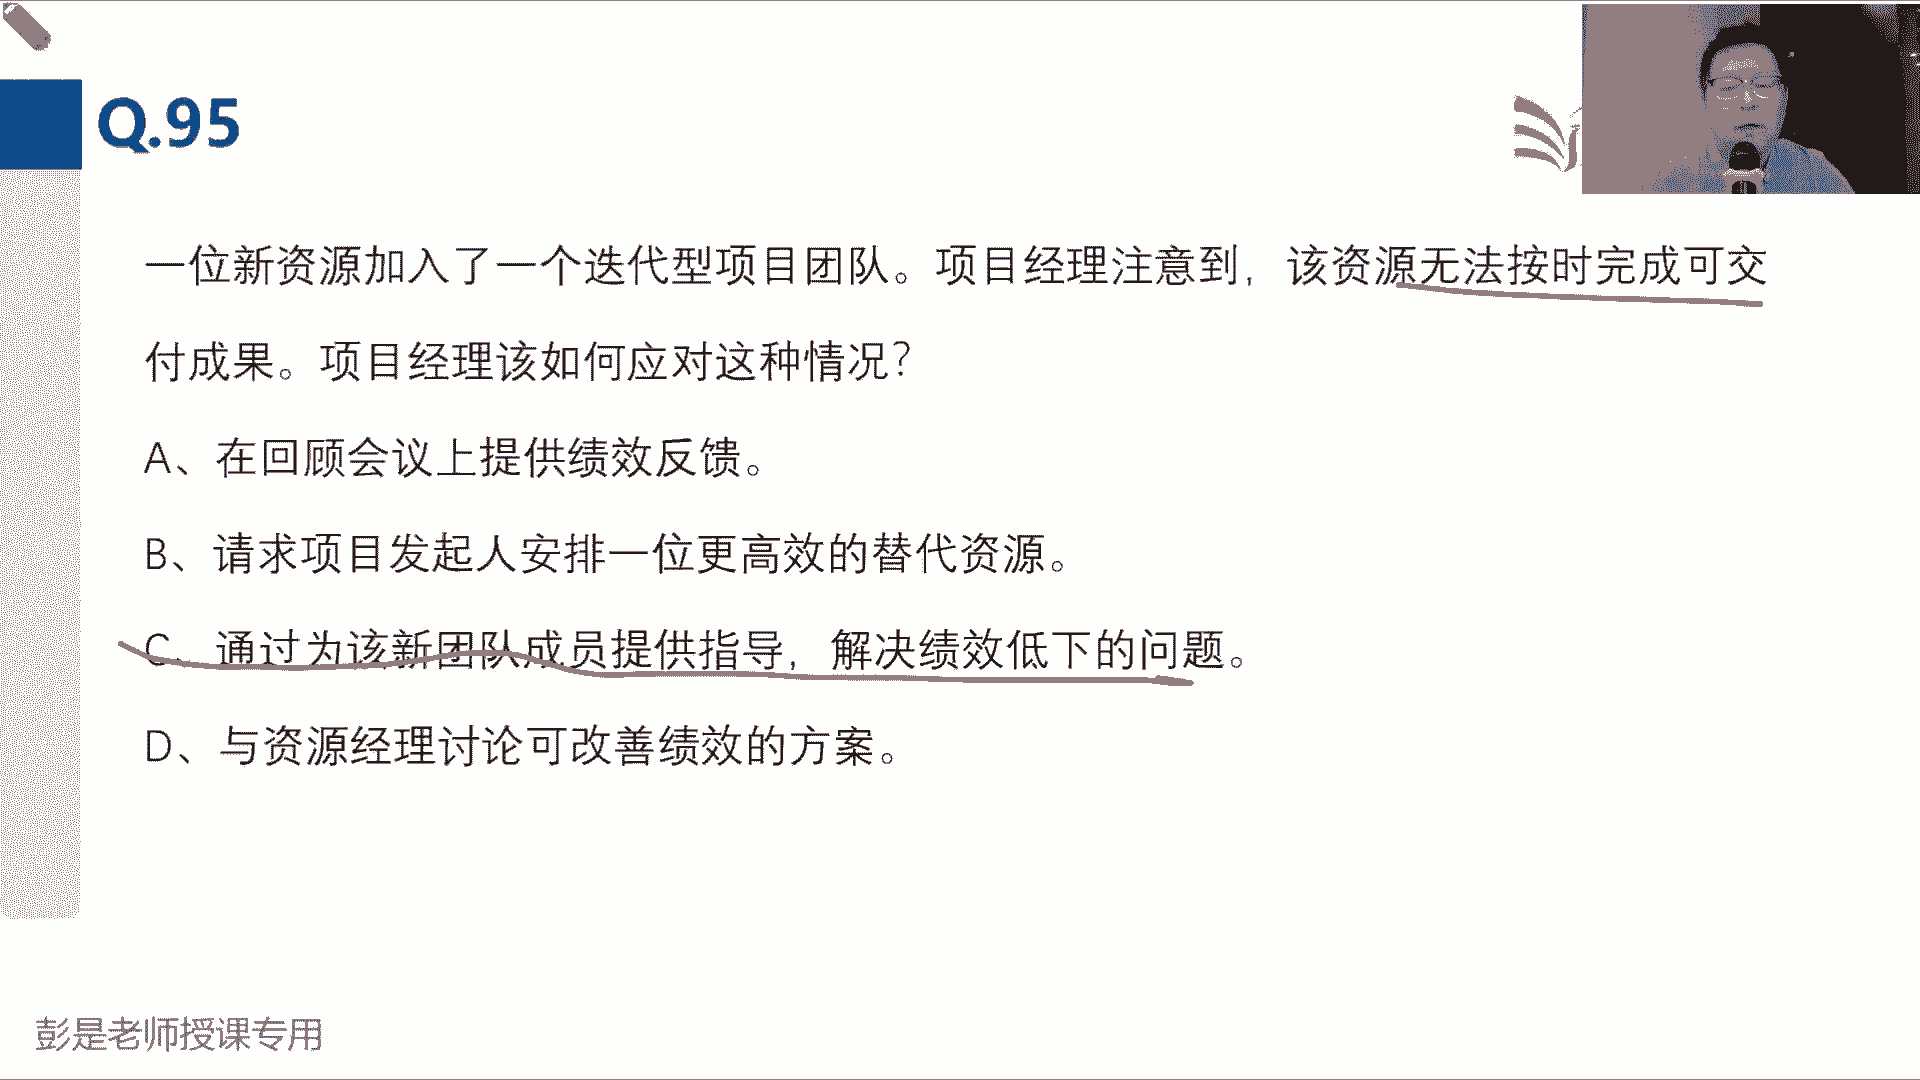 Q.95
一位新资源加入了一个迭代型项目团队。项目经理注意到，该资源无法按时完成可交
付成果。项目经理该如何应对这种情况？
A、在回顾会议上提供绩效反馈。
B、请求项目发起人安排一位更高效的替代资源。
C、通过为该新团队成员提供指导，解决绩效低下的问题。
D、与资源经理讨论可改善绩效的方案。
彭是老师授课专用